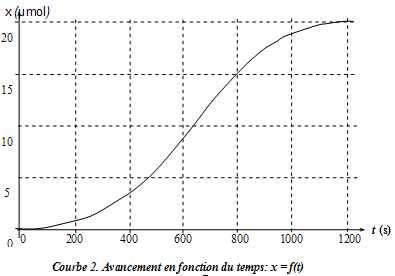 x (µmol)
20
15
10
5
0
0 200 400 600 800 1000 1200
t (s)
Courbe 2. Avancement en fonction du temps: x = f(t)